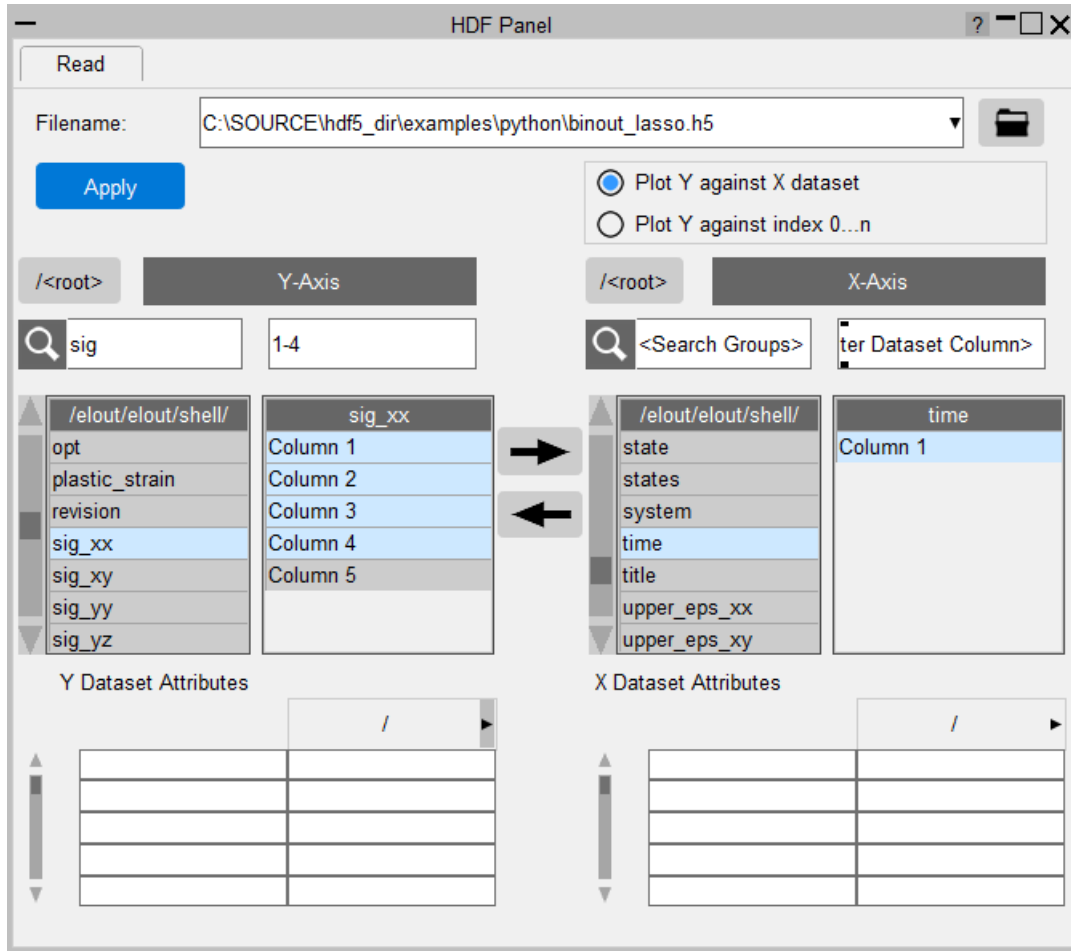 HDF Panel ?
Read
Filename: C:\SOURCE\hdf5_dir\examples\python\binout_lasso.h5
Apply
Plot Y against X dataset
Plot Y against index 0...n
/<root> Y-Axis /<root> X-Axis
sig 1-4 <Search Groups> ter Dataset Column>
/elout/elout/shell/ sig_xx /elout/elout/shell/ time
opt Column 1 state Column 1
plastic_strain Column 2 states
revision Column 3 system
sig_xx Column 4 time
sig_xy Column 5 title
sig_yy upper_eps_xx
sig_yz upper_eps_xy
Y Dataset Attributes X Dataset Attributes
/ /